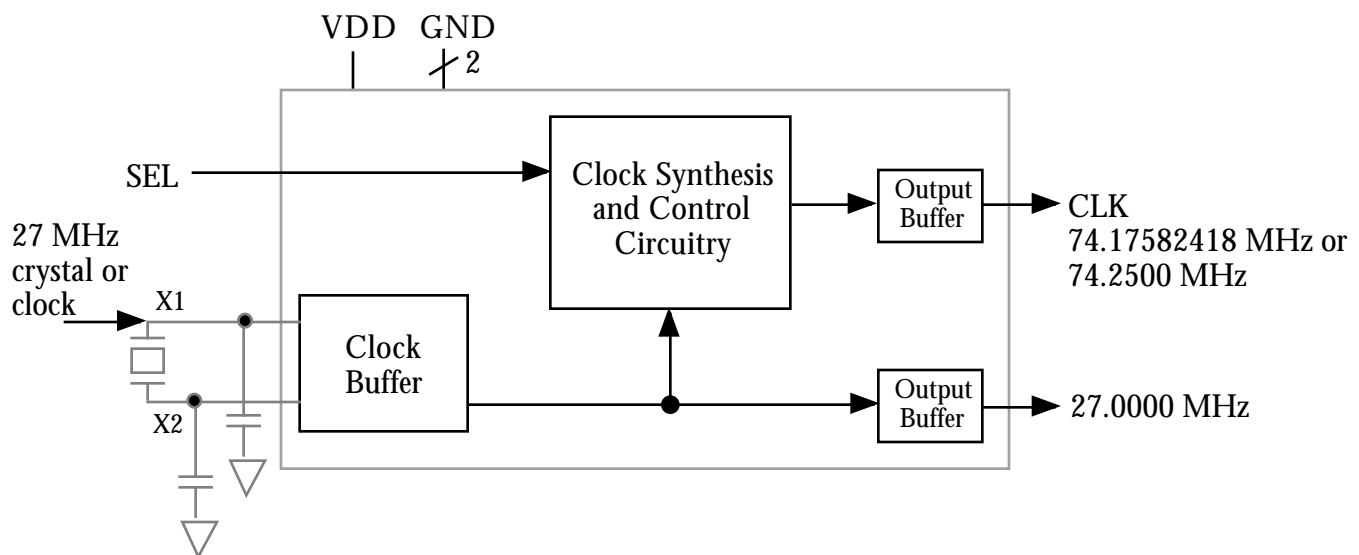 VDD GND
2
SEL
Clock Synthesis
and Control
Circuitry
Output
Buffer
CLK
74.17582418 MHz or
74.2500 MHz
27 MHz
crystal or
clock
X1
X2
Clock
Buffer
Output
Buffer
27.0000 MHz